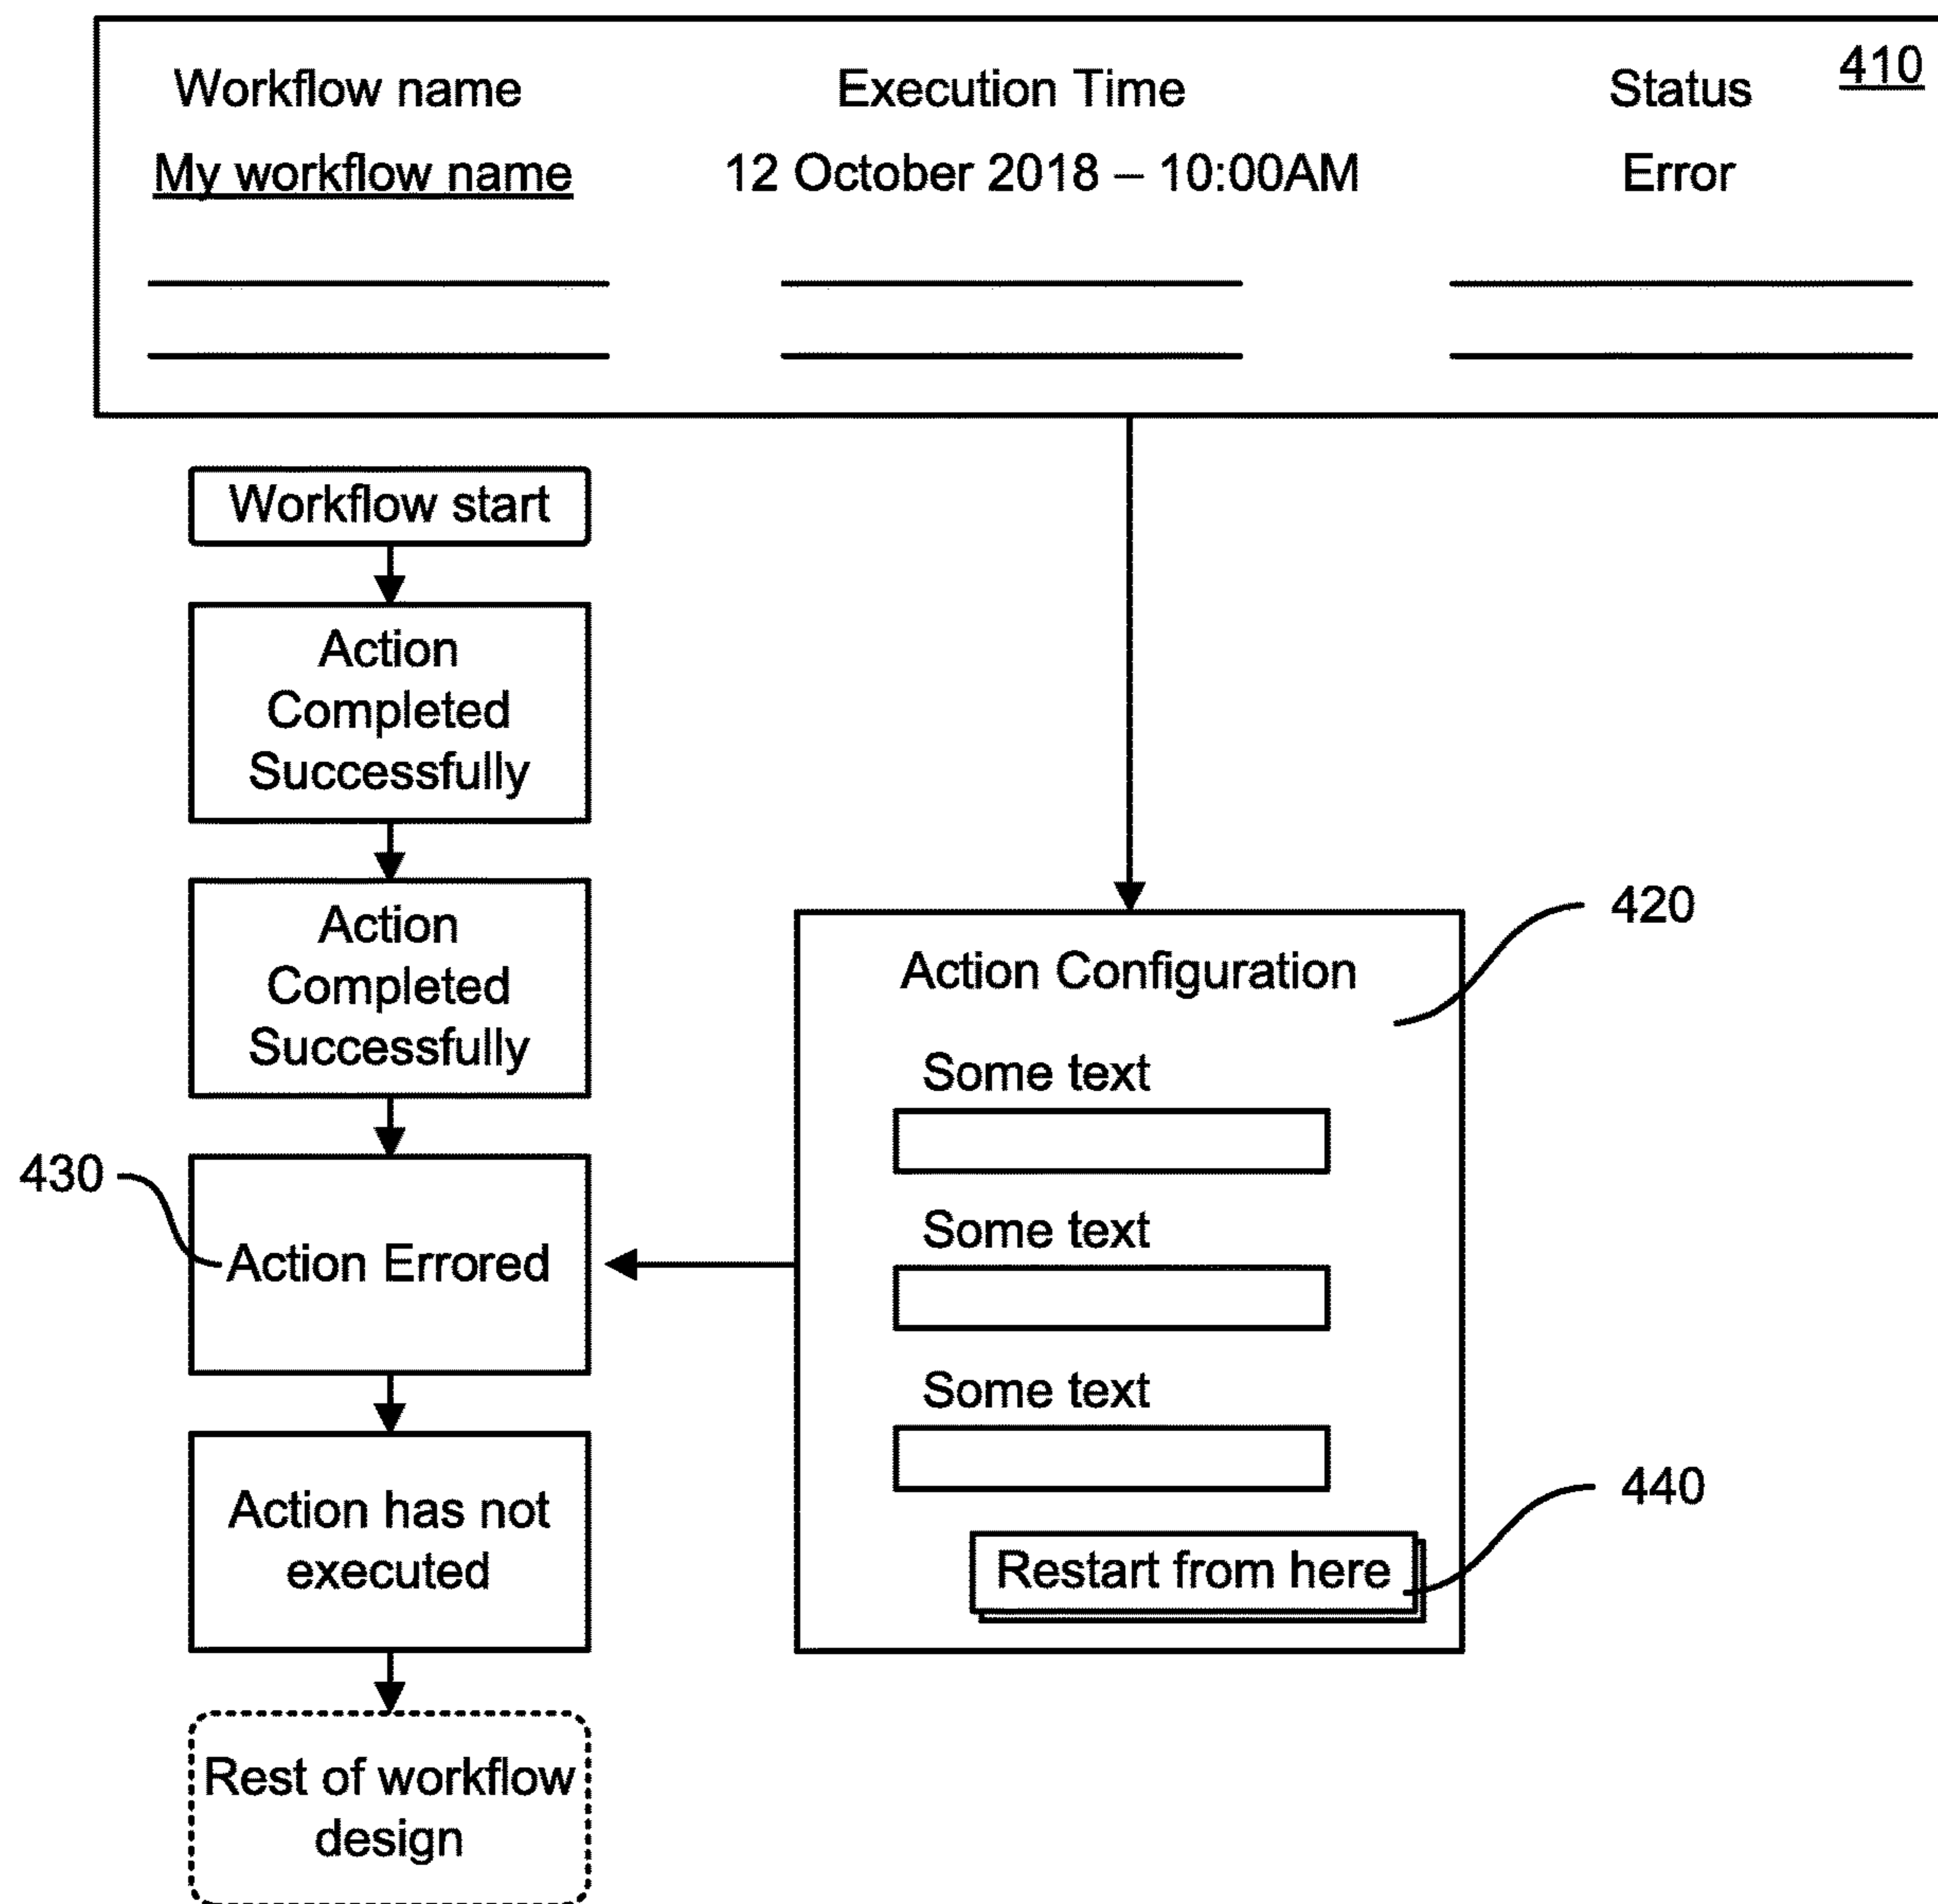 Workflow name Execution Time Status 410
My workflow name 12 October 2018 – 10:00AM Error
Workflow start
Action
Completed
Successfully
Action
Completed
Successfully
430
Action Errored
Action has not
executed
Rest of workflow
design
420
Action Configuration
Some text
Some text
Some text
440
Restart from here